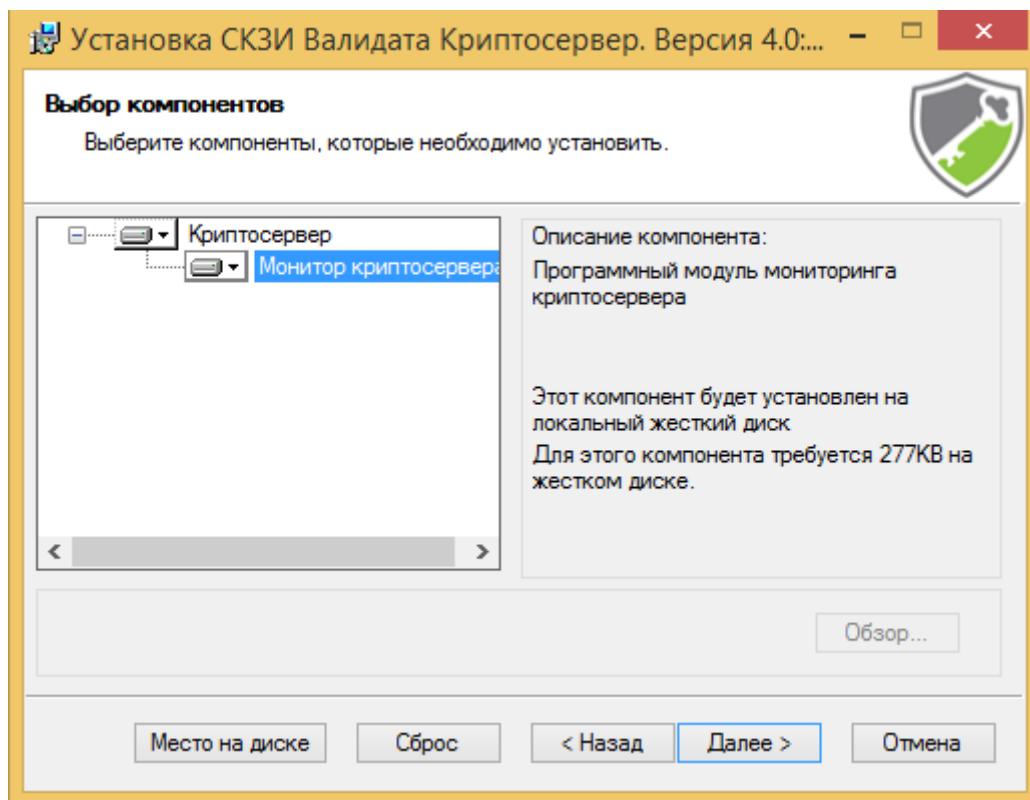 Установка СКЗИ Валидата Криптосервер. Версия 4.0:...
Выбор компонентов
Выберите компоненты, которые необходимо установить.
Криптосервер
Монитор криптосервера
Описание компонента:
Программный модуль мониторинга
криптосервера
Этот компонент будет установлен на
локальный жесткий диск
Для этого компонента требуется 277KB на
жестком диске.
Обзор...
Место на диске
Сброс
< Назад
Далее >
Отмена